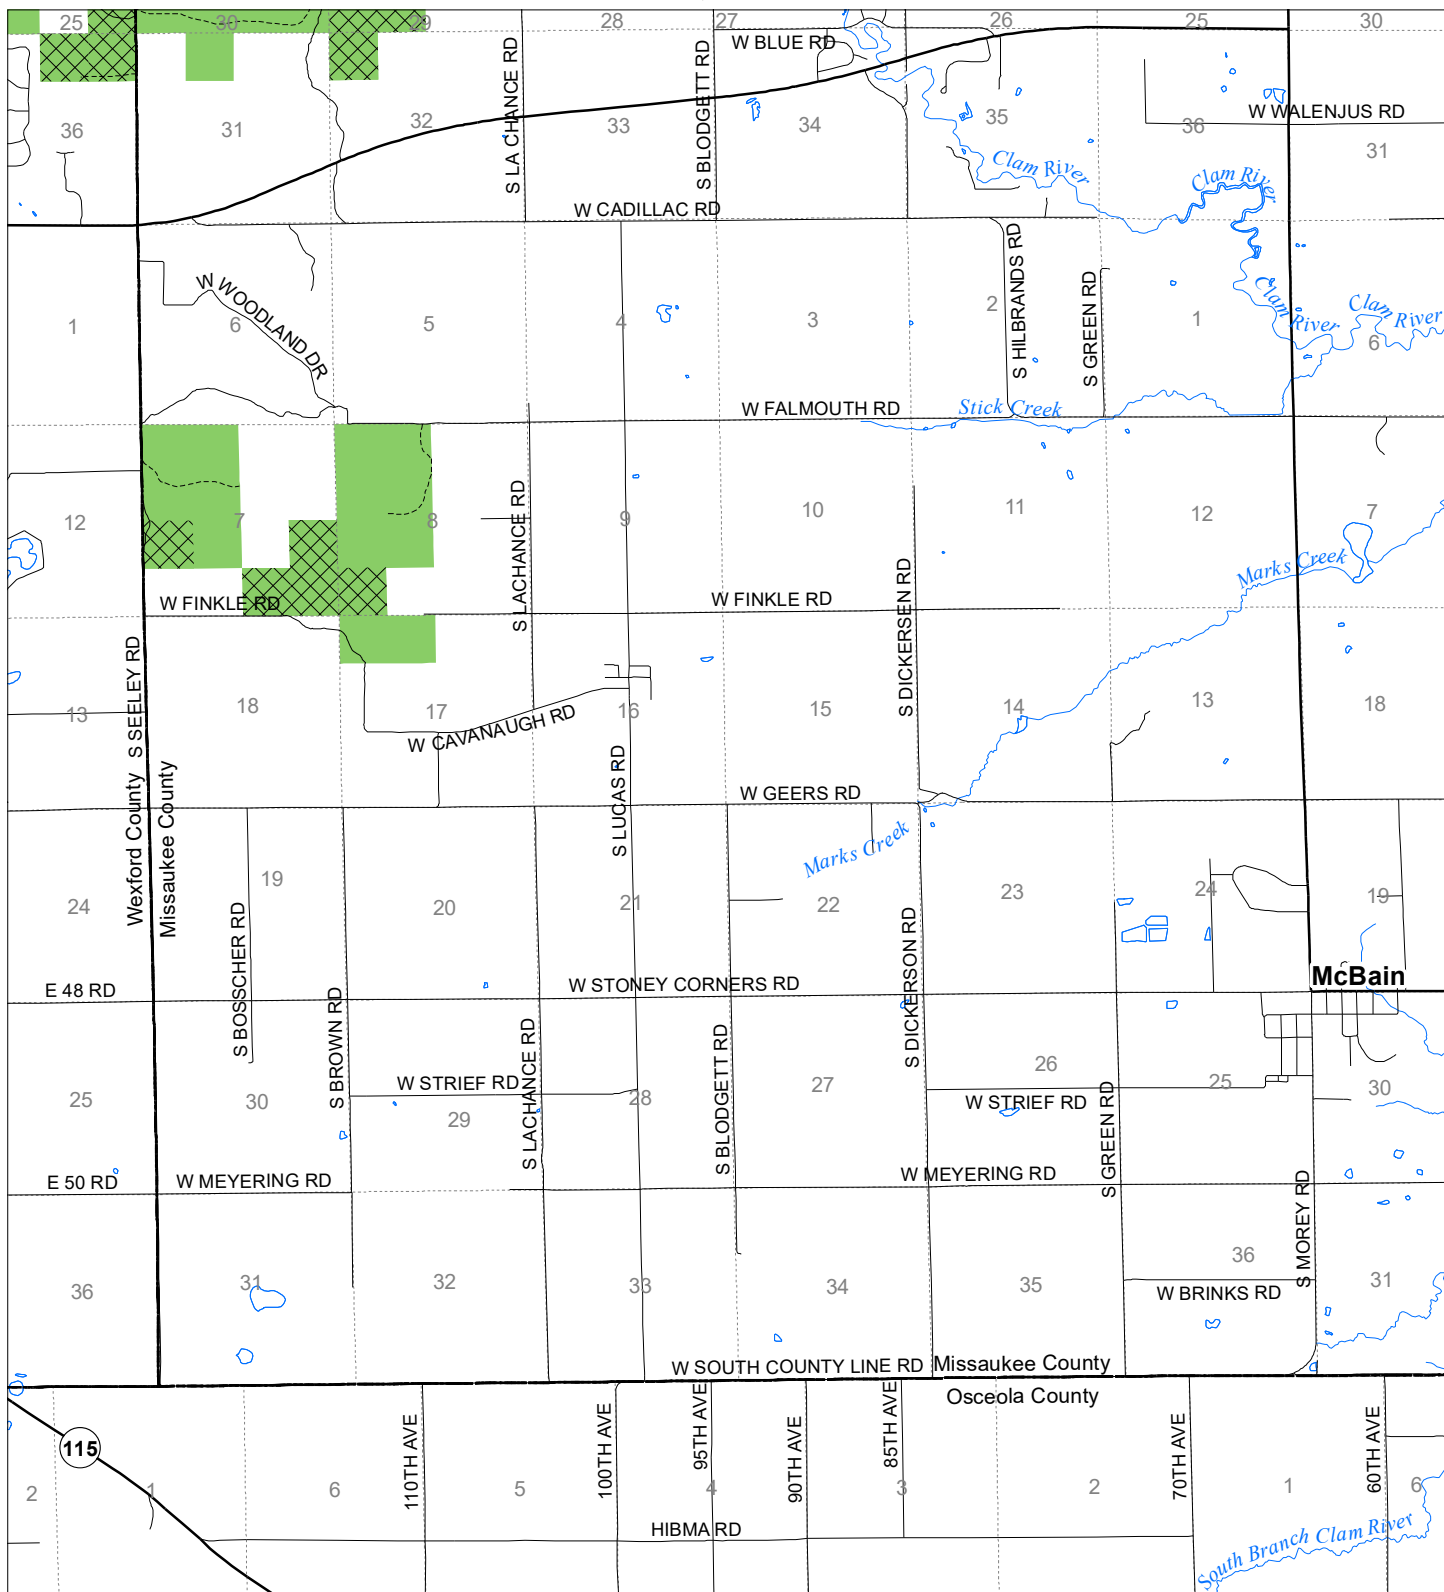 25
30
29
28
27
26
25
30
W BLUE RD
S LA CHANCE RD
S BLODGETT RD
W WALENJUS RD
36
31
32
33
34
35
36
31
Clam River
Clam River
W CADILLAC RD
S HILBRANDS RD
S GREEN RD
W WOODLAND DR
Clam River
Clam River
1
6
5
4
3
2
1
6
W FALMOUTH RD
Stick Creek
S LACHANCE RD
12
7
8
9
10
11
12
7
Marks Creek
S DICKERSEN RD
W FINKLE RD
W FINKLE RD
S SEELEY RD
13
18
17
16
15
14
13
18
W CAVANAUGH RD
S LUCAS RD
Wexford County
Missaukee County
W GEERS RD
Marks Creek
24
19
20
21
22
23
24
19
S BOSSCHER RD
S DICKERSON RD
E 48 RD
W STONEY CORNERS RD
McBain
S BROWN RD
S LACHANCE RD
S BLODGETT RD
25
30
29
28
27
26
25
30
W STRIEF RD
W STRIEF RD
S GREEN RD
E 50 RD
W MEYERING RD
W MEYERING RD
S MOREY RD
36
31
32
33
34
35
36
31
W BRINKS RD
W SOUTH COUNTY LINE RD
Missaukee County
Osceola County
115
110TH AVE
100TH AVE
95TH AVE
90TH AVE
85TH AVE
70TH AVE
60TH AVE
2
1
6
5
4
3
2
1
6
HIBMA RD
South Branch Clam River